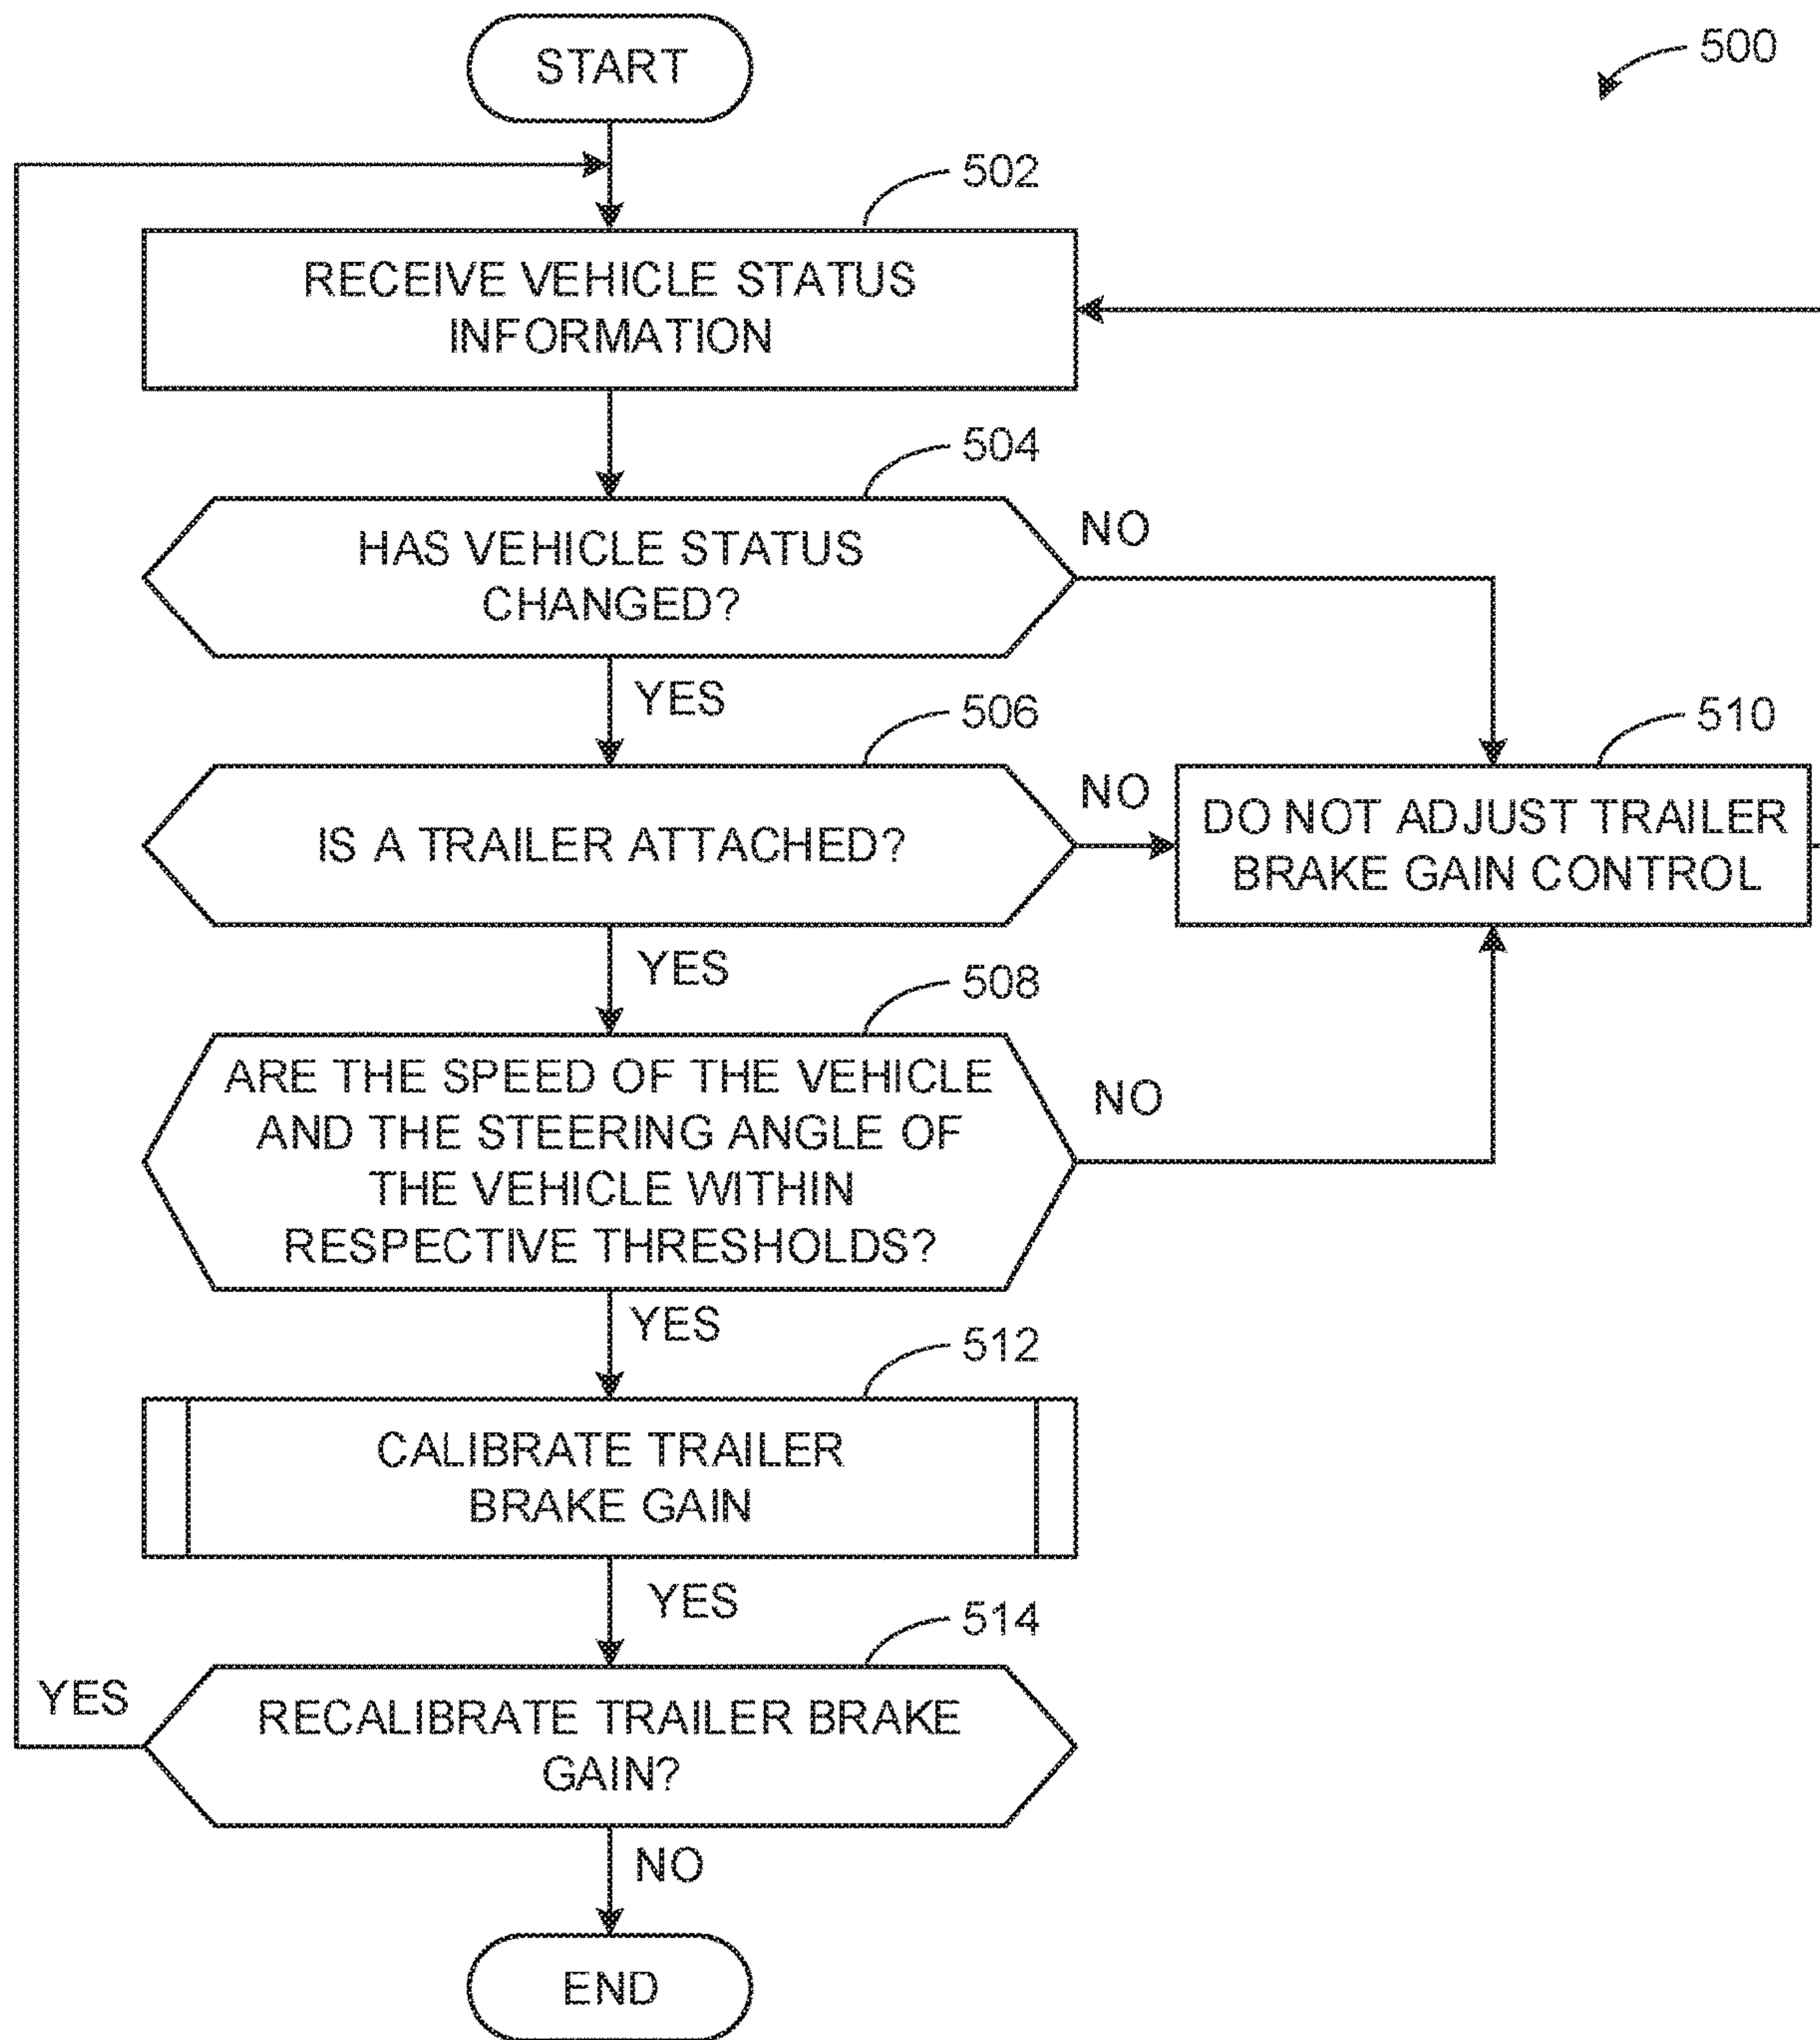 START
500
502
RECEIVE VEHICLE STATUS
INFORMATION
504
HAS VEHICLE STATUS
CHANGED?
NO
YES
506
IS A TRAILER ATTACHED?
NO
510
DO NOT ADJUST TRAILER
BRAKE GAIN CONTROL
YES
508
ARE THE SPEED OF THE VEHICLE
AND THE STEERING ANGLE OF
THE VEHICLE WITHIN
RESPECTIVE THRESHOLDS?
NO
YES
512
CALIBRATE TRAILER
BRAKE GAIN
YES
514
YES
RECALIBRATE TRAILER BRAKE
GAIN?
NO
END